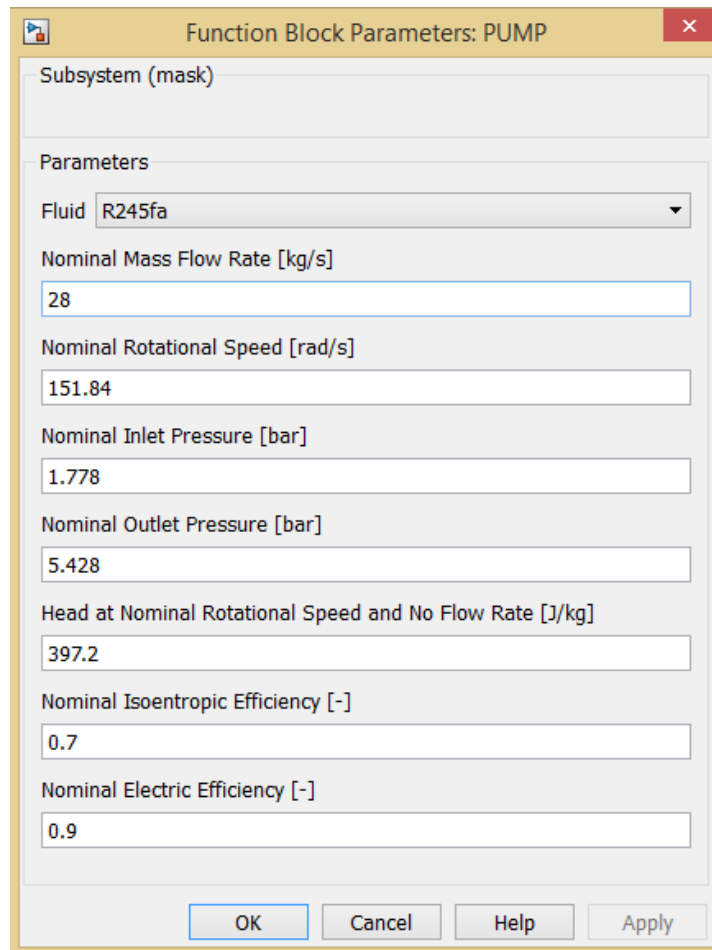 Function Block Parameters: PUMP
Subsystem (mask)
Parameters
Fluid R245fa
Nominal Mass Flow Rate [kg/s]
28
Nominal Rotational Speed [rad/s]
151.84
Nominal Inlet Pressure [bar]
1.778
Nominal Outlet Pressure [bar]
5.428
Head at Nominal Rotational Speed and No Flow Rate [J/kg]
397.2
Nominal Isoentropic Efficiency [-]
0.7
Nominal Electric Efficiency [-]
0.9
OK Cancel Help Apply